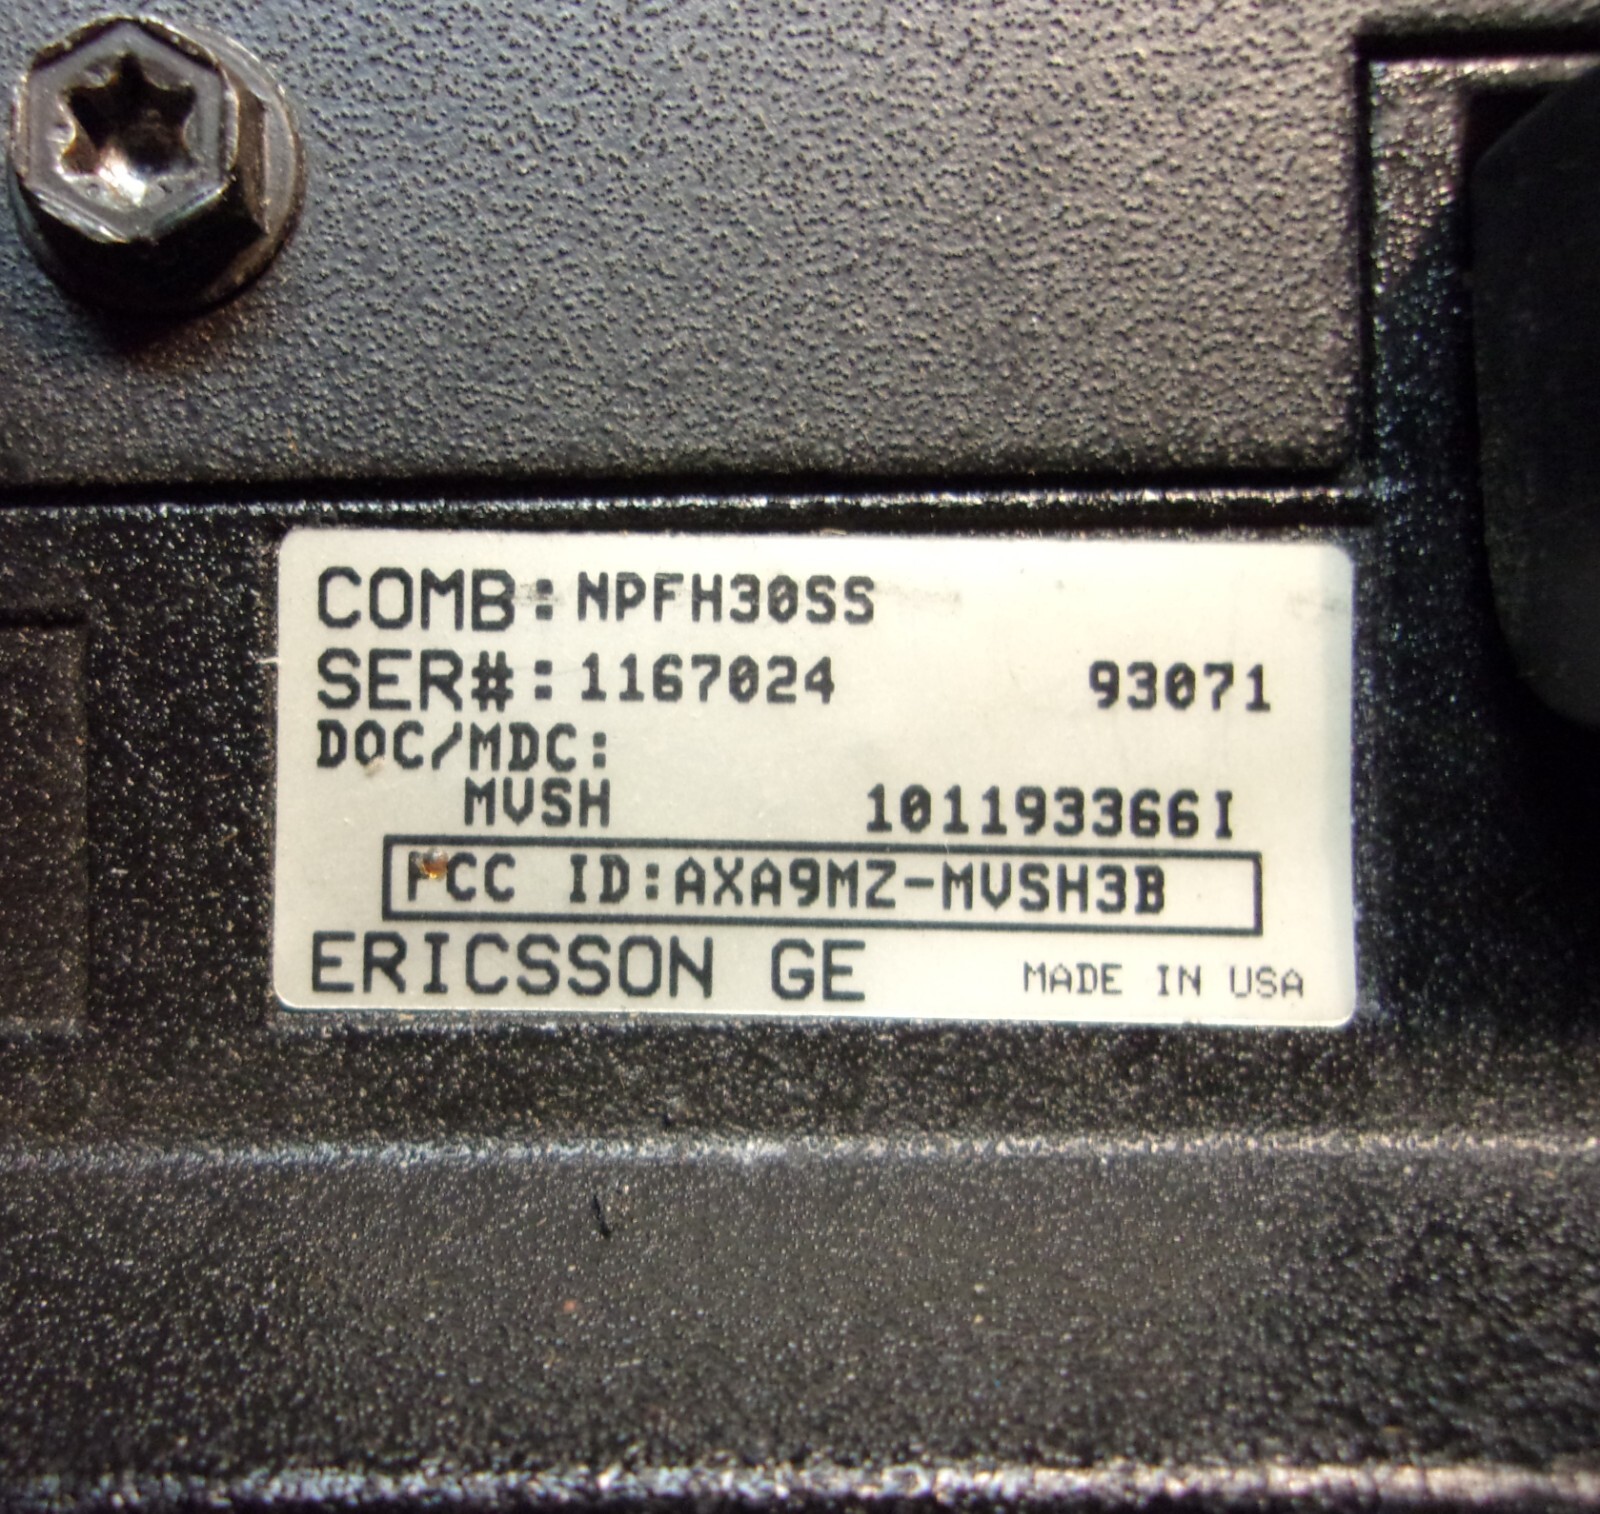 COMB: NPFH30SS
SER#: 1167024 93071
DOC/MDC:
MVSH 101193366I
FCC ID:AXA9MZ-MVSH3B
ERICSSON GE MADE IN USA